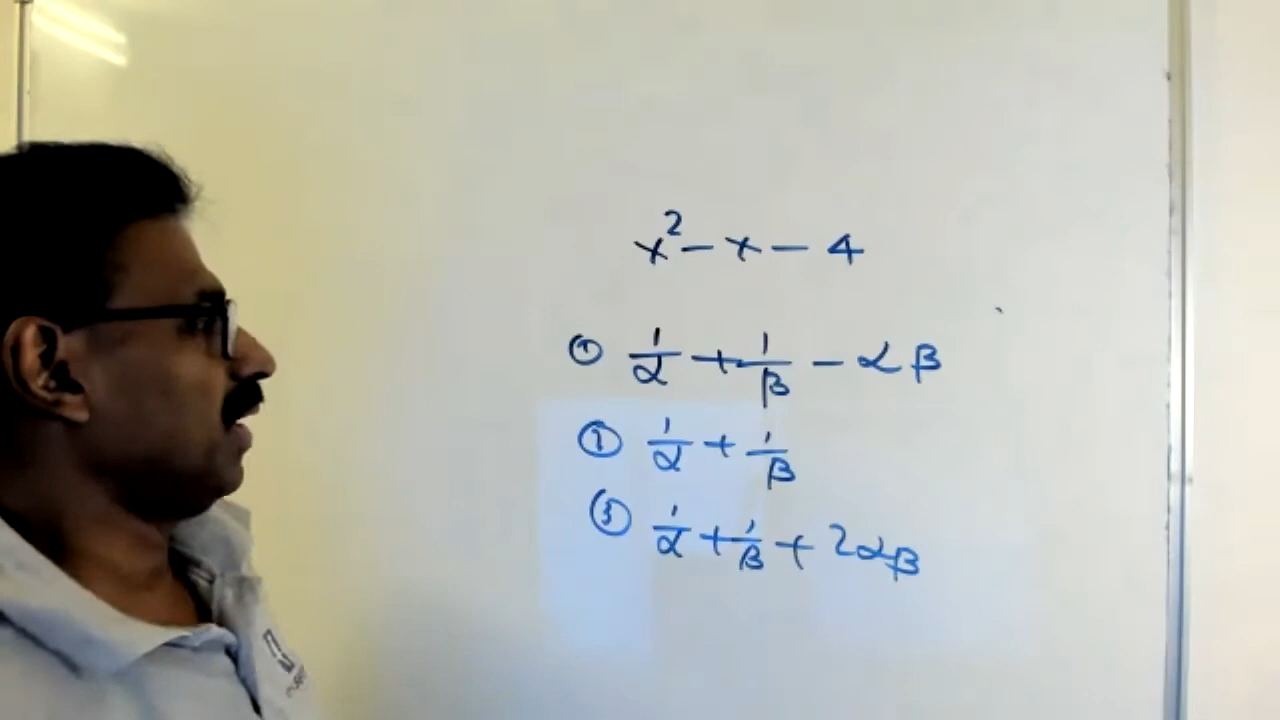 x² - x - 4
① 1/α + 1/β - αβ
② 1/α + 1/β
③ 1/α + 1/β + 2αβ